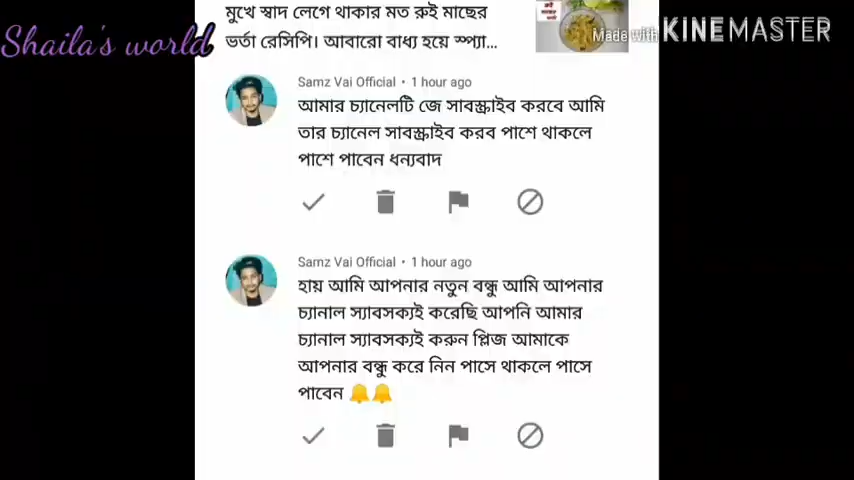 Shaila's world
Made with KINEMASTER
মুখে স্বাদ লেগে থাকার মত রুই মাছের
ভর্তা রেসিপি। আবারো বাধ্য হয়ে স্প্যা...
Samz Vai Official • 1 hour ago
আমার চ্যানেলটি জে সাবস্ক্রাইব করবে আমি
তার চ্যানেল সাবস্ক্রাইব করব পাশে থাকলে
পাশে পাবেন ধন্যবাদ
Samz Vai Official • 1 hour ago
হায় আমি আপনার নতুন বন্ধু আমি আপনার
চ্যানাল স্যাবসক্যই করেছি আপনি আমার
চ্যানাল স্যাবসক্যই করুন প্লিজ আমাকে
আপনার বন্ধু করে নিন পাসে থাকলে পাসে
পাবেন 🔔🔔